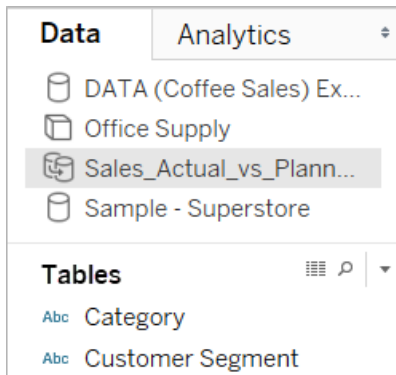 Data Analytics
DATA (Coffee Sales) Ex...
Office Supply
Sales_Actual_vs_Plann...
Sample - Superstore
Tables
Abc Category
Abc Customer Segment